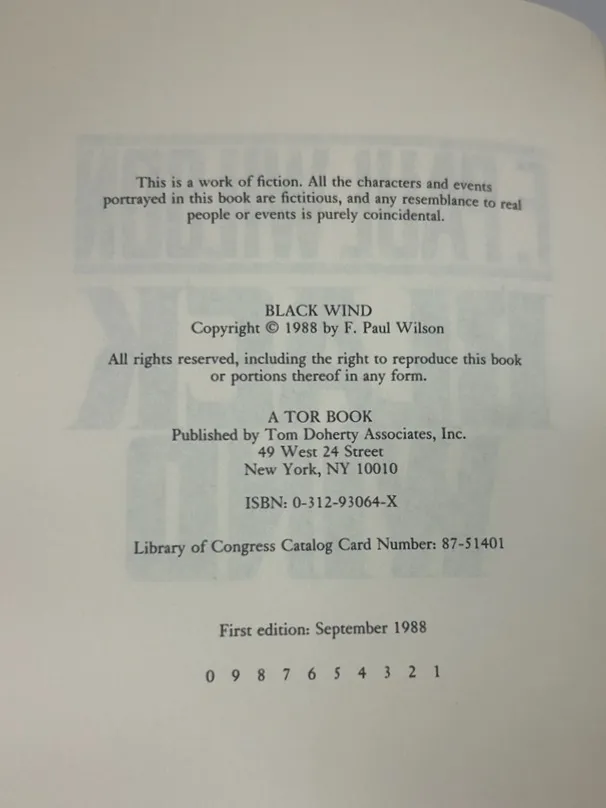 This is a work of fiction. All the characters and events
portrayed in this book are fictitious, and any resemblance to real
people or events is purely coincidental.
BLACK WIND
Copyright © 1988 by F. Paul Wilson
All rights reserved, including the right to reproduce this book
or portions thereof in any form.
A TOR BOOK
Published by Tom Doherty Associates, Inc.
49 West 24 Street
New York, NY 10010
ISBN: 0-312-93064-X
Library of Congress Catalog Card Number: 87-51401
First edition: September 1988
0 9 8 7 6 5 4 3 2 1